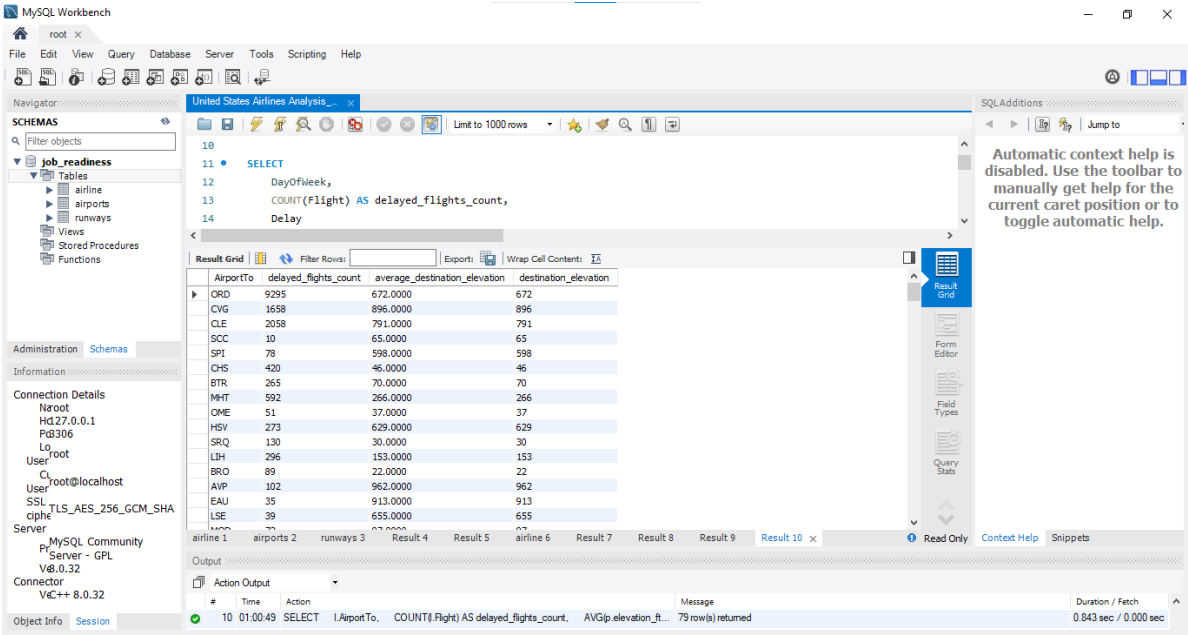 MySQL Workbench
root
File Edit View Query Database Server Tools Scripting Help
Navigator
SCHEMAS
Filter objects
job_readiness
Tables
airline
airports
runways
Views
Stored Procedures
Functions
Administration Schemas
Information
Connection Details
root
127.0.0.1
3306
root
User
root@localhost
User
SSL
TLS_AES_256_GCM_SHA
ciphe
Server
MySQL Community
Server - GPL
8.0.32
Connector
C++ 8.0.32
Object Info Session
United States Airlines Analysis_...
Limit to 1000 rows
10
11 SELECT
12 DayOfWeek,
13 COUNT(Flight) AS delayed_flights_count,
14 Delay
Result Grid Filter Rows: Export: Wrap Cell Content:
AirportTo delayed_flights_count average_destination_elevation destination_elevation
ORD 9295 672.0000 672
CVG 1658 896.0000 896
CLE 2058 791.0000 791
SCC 10 65.0000 65
SPI 78 598.0000 598
CHS 420 46.0000 46
BTR 265 70.0000 70
MHT 592 266.0000 266
OME 51 37.0000 37
HSV 273 629.0000 629
SRQ 130 30.0000 30
LIH 296 153.0000 153
BRO 89 22.0000 22
AVP 102 962.0000 962
EAU 35 913.0000 913
LSE 39 655.0000 655
Result
Grid
Form
Editor
Field
Types
Query
Stats
airline 1 airports 2 runways 3 Result 4 Result 5 airline 6 Result 7 Result 8 Result 9 Result 10
Read Only
SQLAdditions
Jump to
Automatic context help is
disabled. Use the toolbar to
manually get help for the
current caret position or to
toggle automatic help.
Context Help Snippets
Output
Action Output
# Time Action Message Duration / Fetch
10 01:00:49 SELECT l.AirportTo, COUNT(l.Flight) AS delayed_flights_count, AVG(p.elevation_ft... 79 row(s) returned 0.843 sec / 0.000 sec